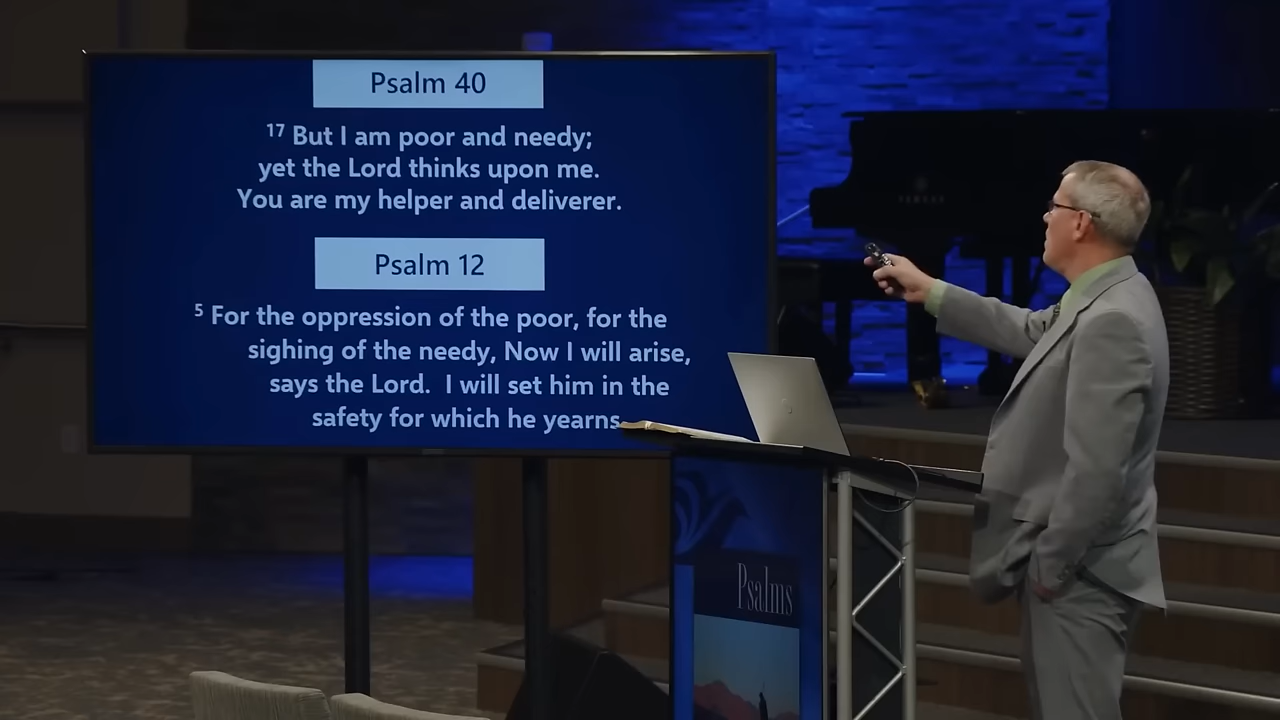 Psalm 40
17 But I am poor and needy;
yet the Lord thinks upon me.
You are my helper and deliverer.
Psalm 12
5 For the oppression of the poor, for the
sighing of the needy, Now I will arise,
says the Lord. I will set him in the
safety for which he yearns
YAMAHA
Psalms